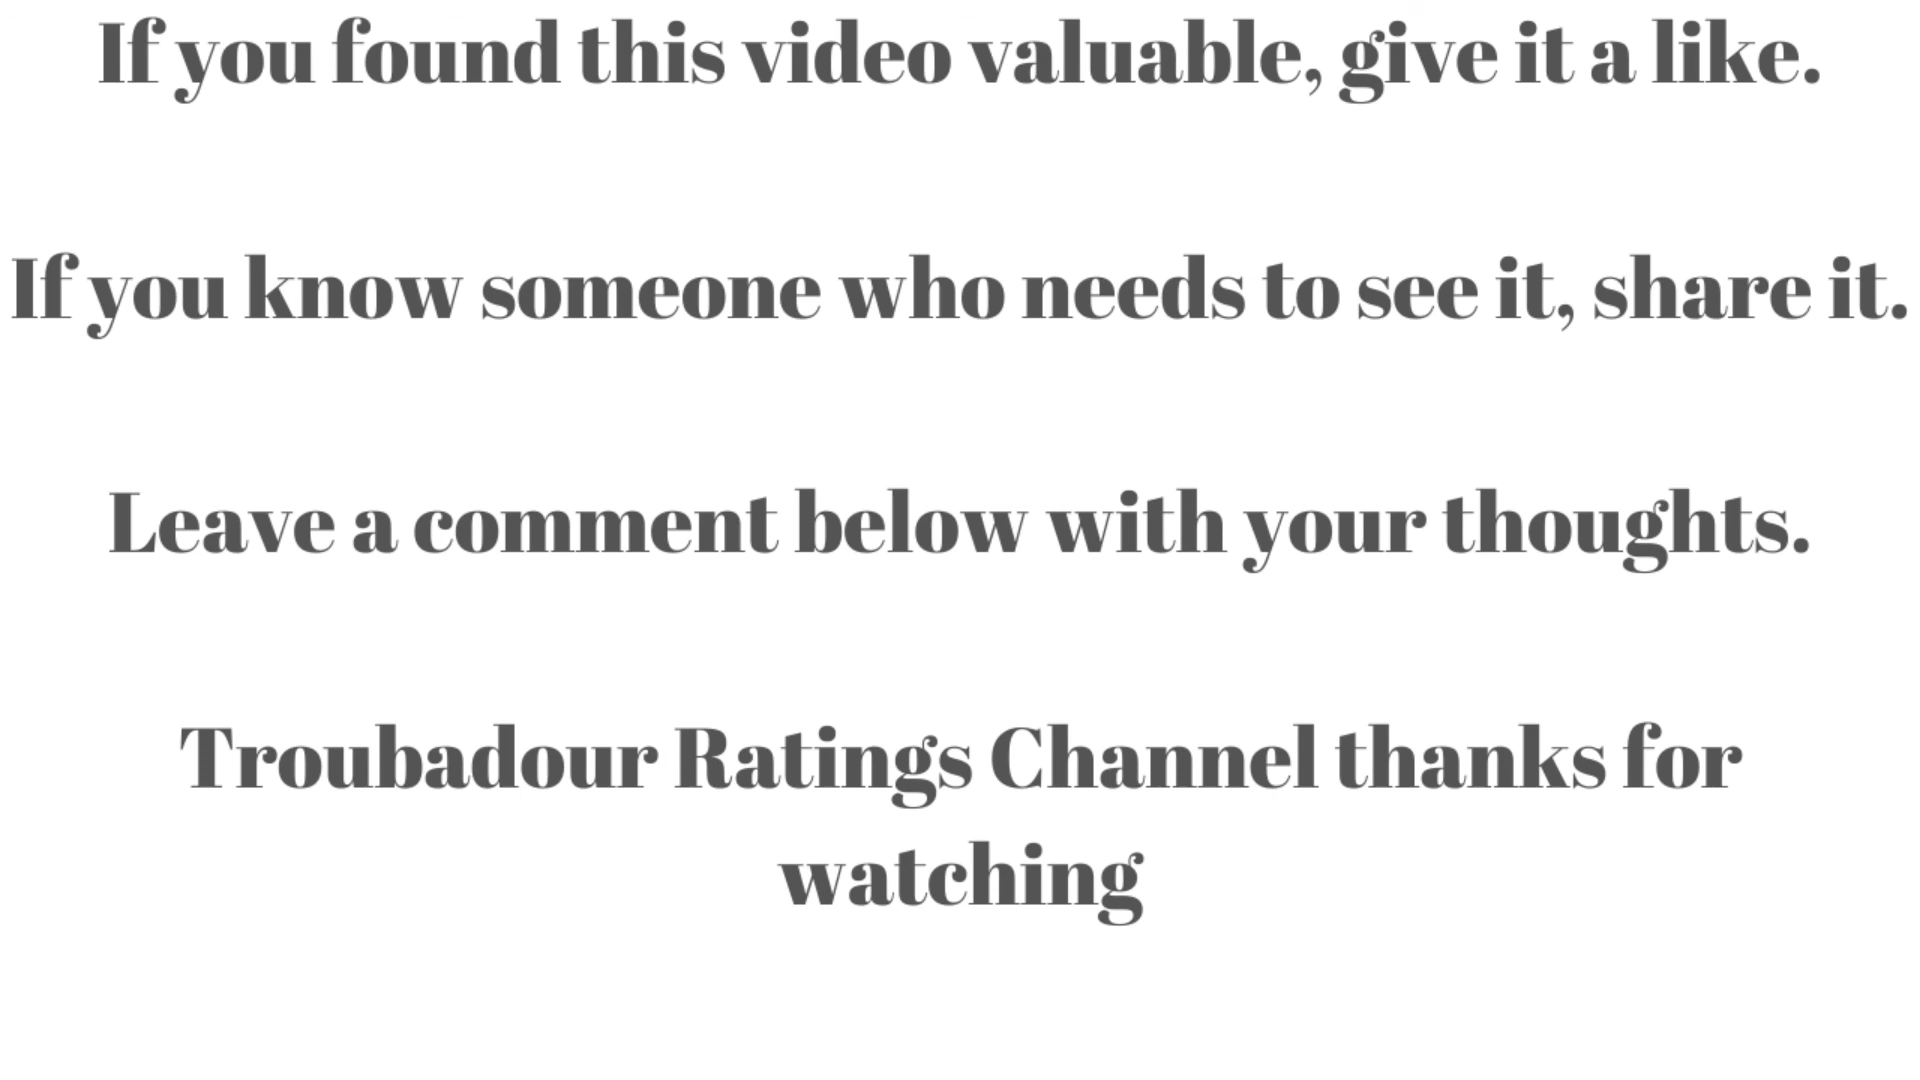 If you found this video valuable, give it a like.
If you know someone who needs to see it, share it.
Leave a comment below with your thoughts.
Troubadour Ratings Channel thanks for
watching